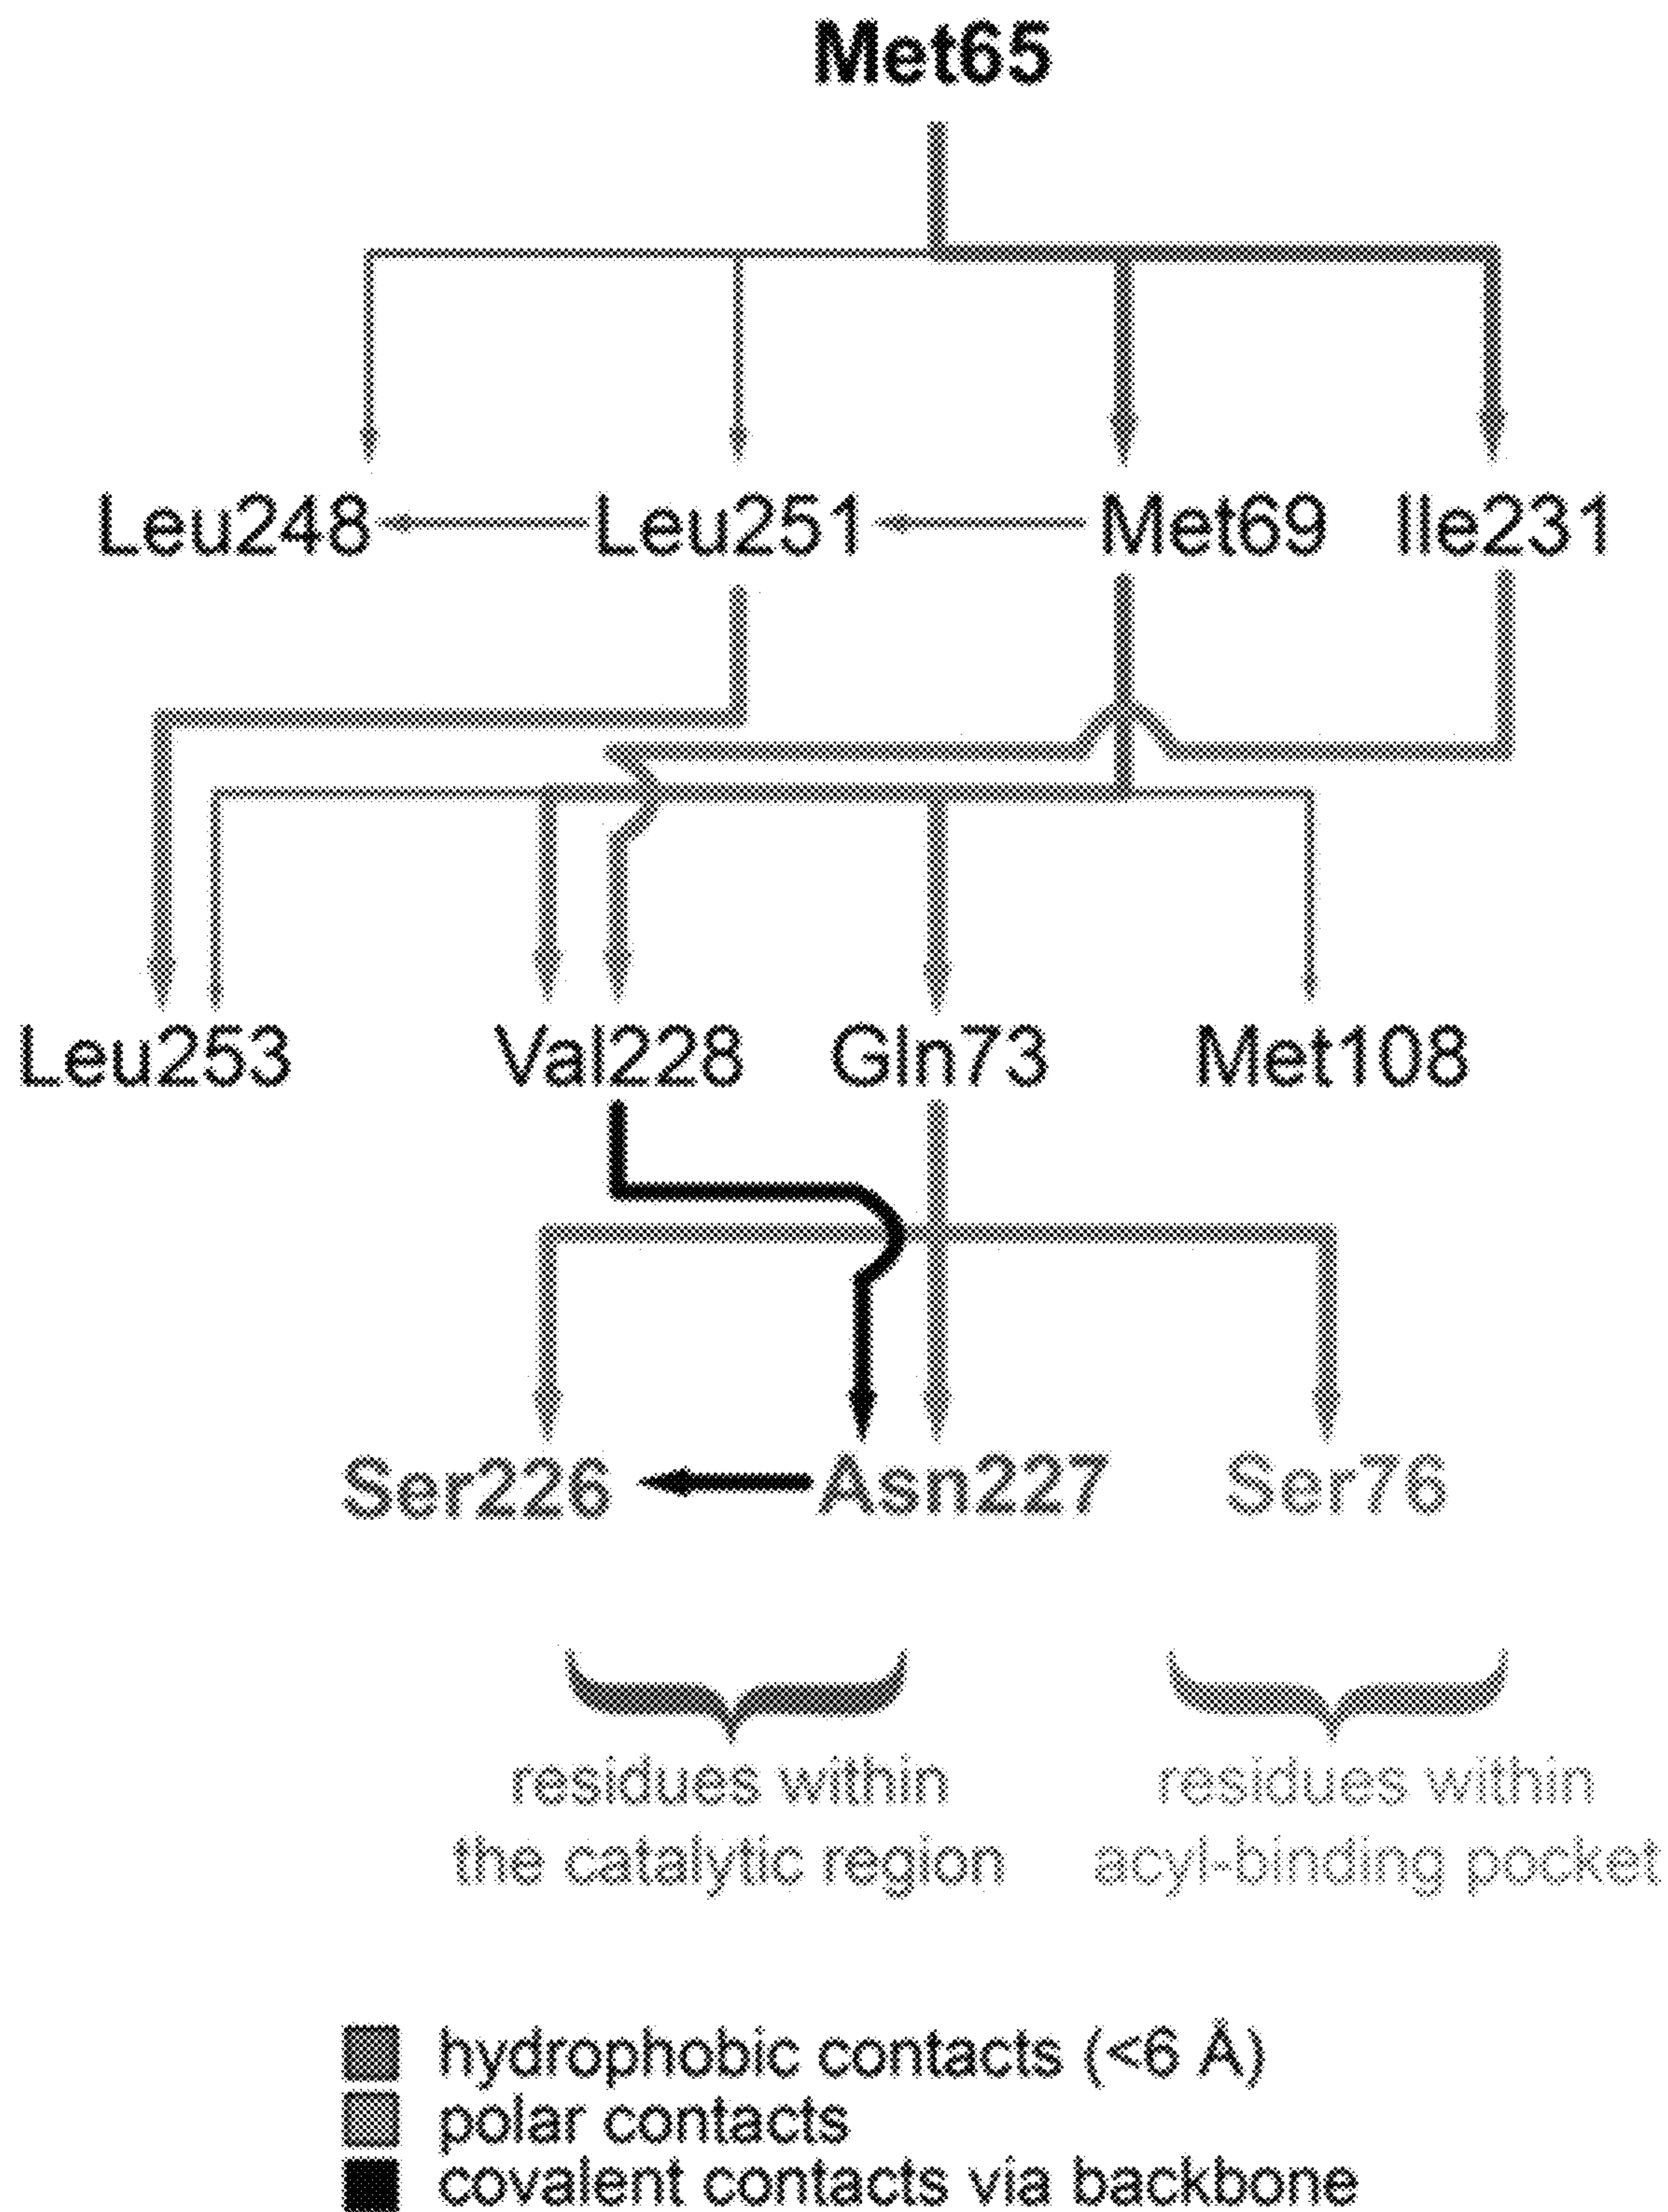 Met65
Leu248 Leu251 Met69 Ile231
Leu253 Val228 Gln73 Met108
Ser226 Asn227 Ser76
residues within
the catalytic region
residues within
acyl-binding pocket
hydrophobic contacts (<6 Å)
polar contacts
covalent contacts via backbone